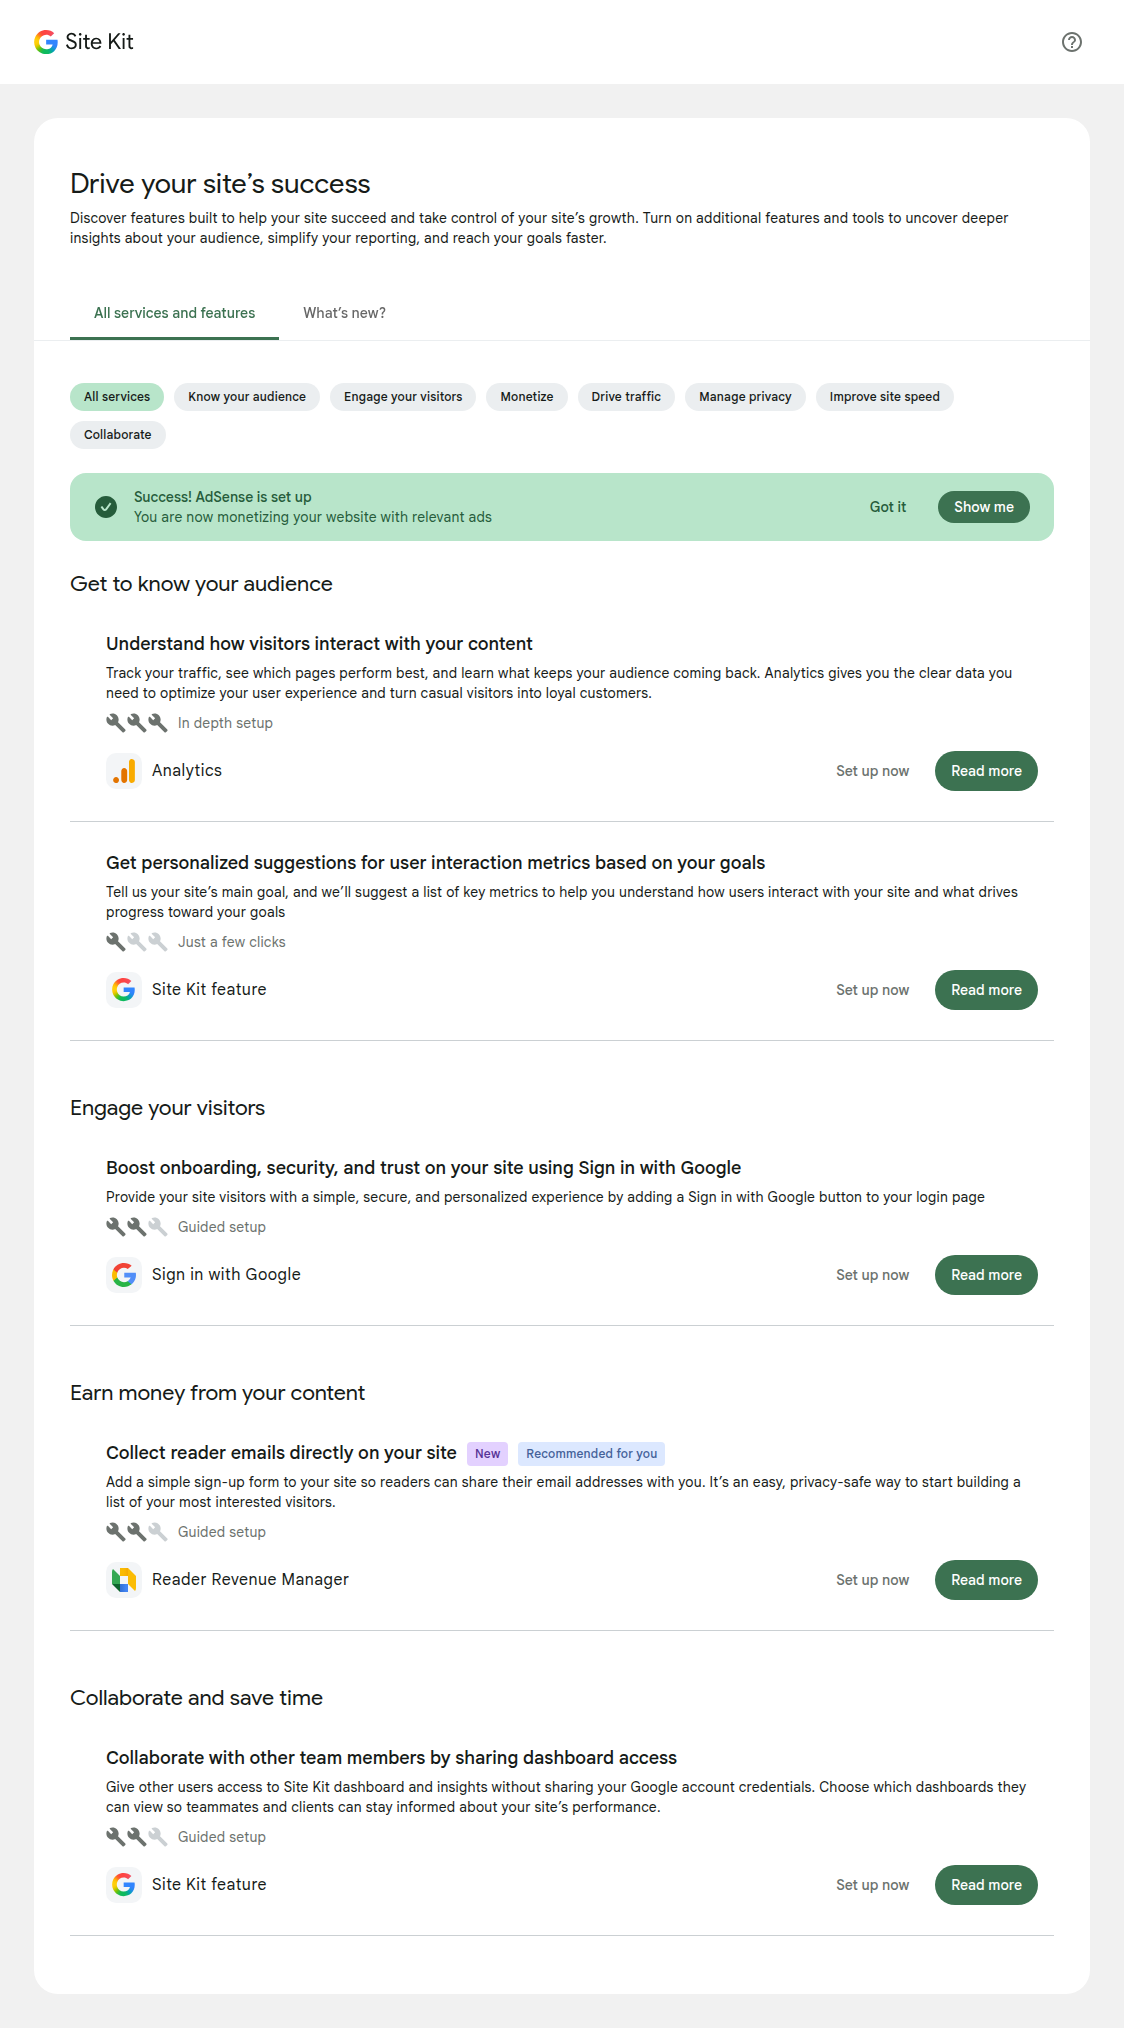 Site Kit
Drive your site’s success
Discover features built to help your site succeed and take control of your site’s growth. Turn on additional features and tools to uncover deeper
insights about your audience, simplify your reporting, and reach your goals faster.
All services and features
What’s new?
All services
Know your audience
Engage your visitors
Monetize
Drive traffic
Manage privacy
Improve site speed
Collaborate
Success! AdSense is set up
You are now monetizing your website with relevant ads
Got it
Show me
Get to know your audience
Understand how visitors interact with your content
Track your traffic, see which pages perform best, and learn what keeps your audience coming back. Analytics gives you the clear data you
need to optimize your user experience and turn casual visitors into loyal customers.
In depth setup
Analytics
Set up now
Read more
Get personalized suggestions for user interaction metrics based on your goals
Tell us your site’s main goal, and we’ll suggest a list of key metrics to help you understand how users interact with your site and what drives
progress toward your goals
Just a few clicks
Site Kit feature
Set up now
Read more
Engage your visitors
Boost onboarding, security, and trust on your site using Sign in with Google
Provide your site visitors with a simple, secure, and personalized experience by adding a Sign in with Google button to your login page
Guided setup
Sign in with Google
Set up now
Read more
Earn money from your content
Collect reader emails directly on your site
New
Recommended for you
Add a simple sign-up form to your site so readers can share their email addresses with you. It’s an easy, privacy-safe way to start building a
list of your most interested visitors.
Guided setup
Reader Revenue Manager
Set up now
Read more
Collaborate and save time
Collaborate with other team members by sharing dashboard access
Give other users access to Site Kit dashboard and insights without sharing your Google account credentials. Choose which dashboards they
can view so teammates and clients can stay informed about your site’s performance.
Guided setup
Site Kit feature
Set up now
Read more